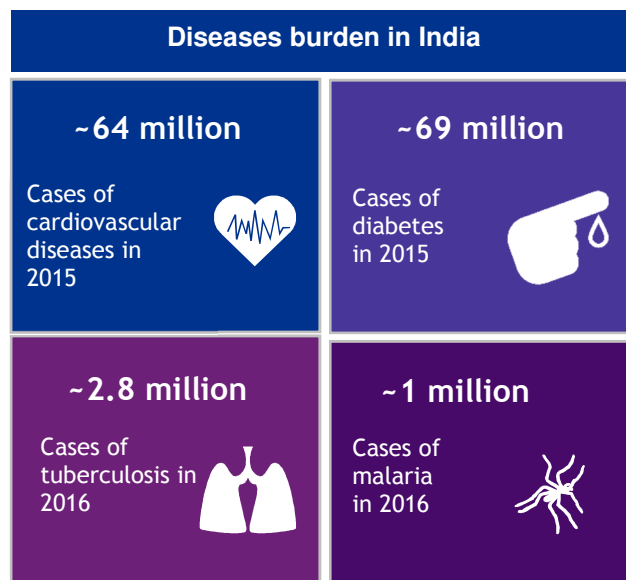 Diseases burden in India
~64 million
Cases of
cardiovascular
diseases in
2015
~69 million
Cases of
diabetes
in 2015
~2.8 million
Cases of
tuberculosis in
2016
~1 million
Cases of
malaria
in 2016